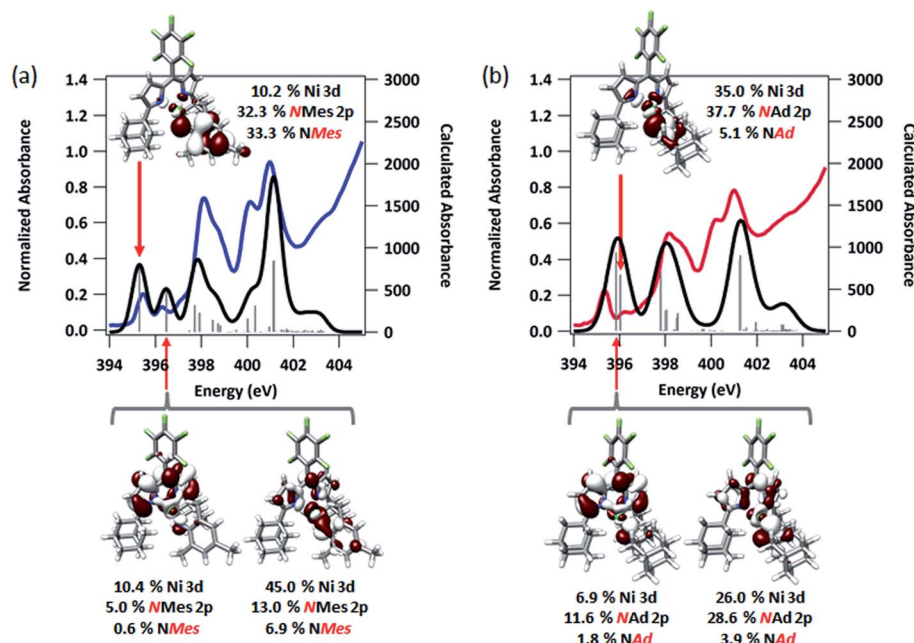 (a)
10.2 % Ni 3d
32.3 % NMes 2p
33.3 % NMes
Normalized Absorbance
1.4
1.2
1.0
0.8
0.6
0.4
0.2
0.0
3000
2500
2000
1500
1000
500
0
Calculated Absorbance
394 396 398 400 402 404
Energy (eV)
10.4 % Ni 3d
5.0 % NMes 2p
0.6 % NMes
45.0 % Ni 3d
13.0 % NMes 2p
6.9 % NMes
(b)
35.0 % Ni 3d
37.7 % NAd 2p
5.1 % NAd
Normalized Absorbance
1.4
1.2
1.0
0.8
0.6
0.4
0.2
0.0
3000
2500
2000
1500
1000
500
0
Calculated Absorbance
394 396 398 400 402 404
Energy (eV)
6.9 % Ni 3d
11.6 % NAd 2p
1.8 % NAd
26.0 % Ni 3d
28.6 % NAd 2p
3.9 % NAd